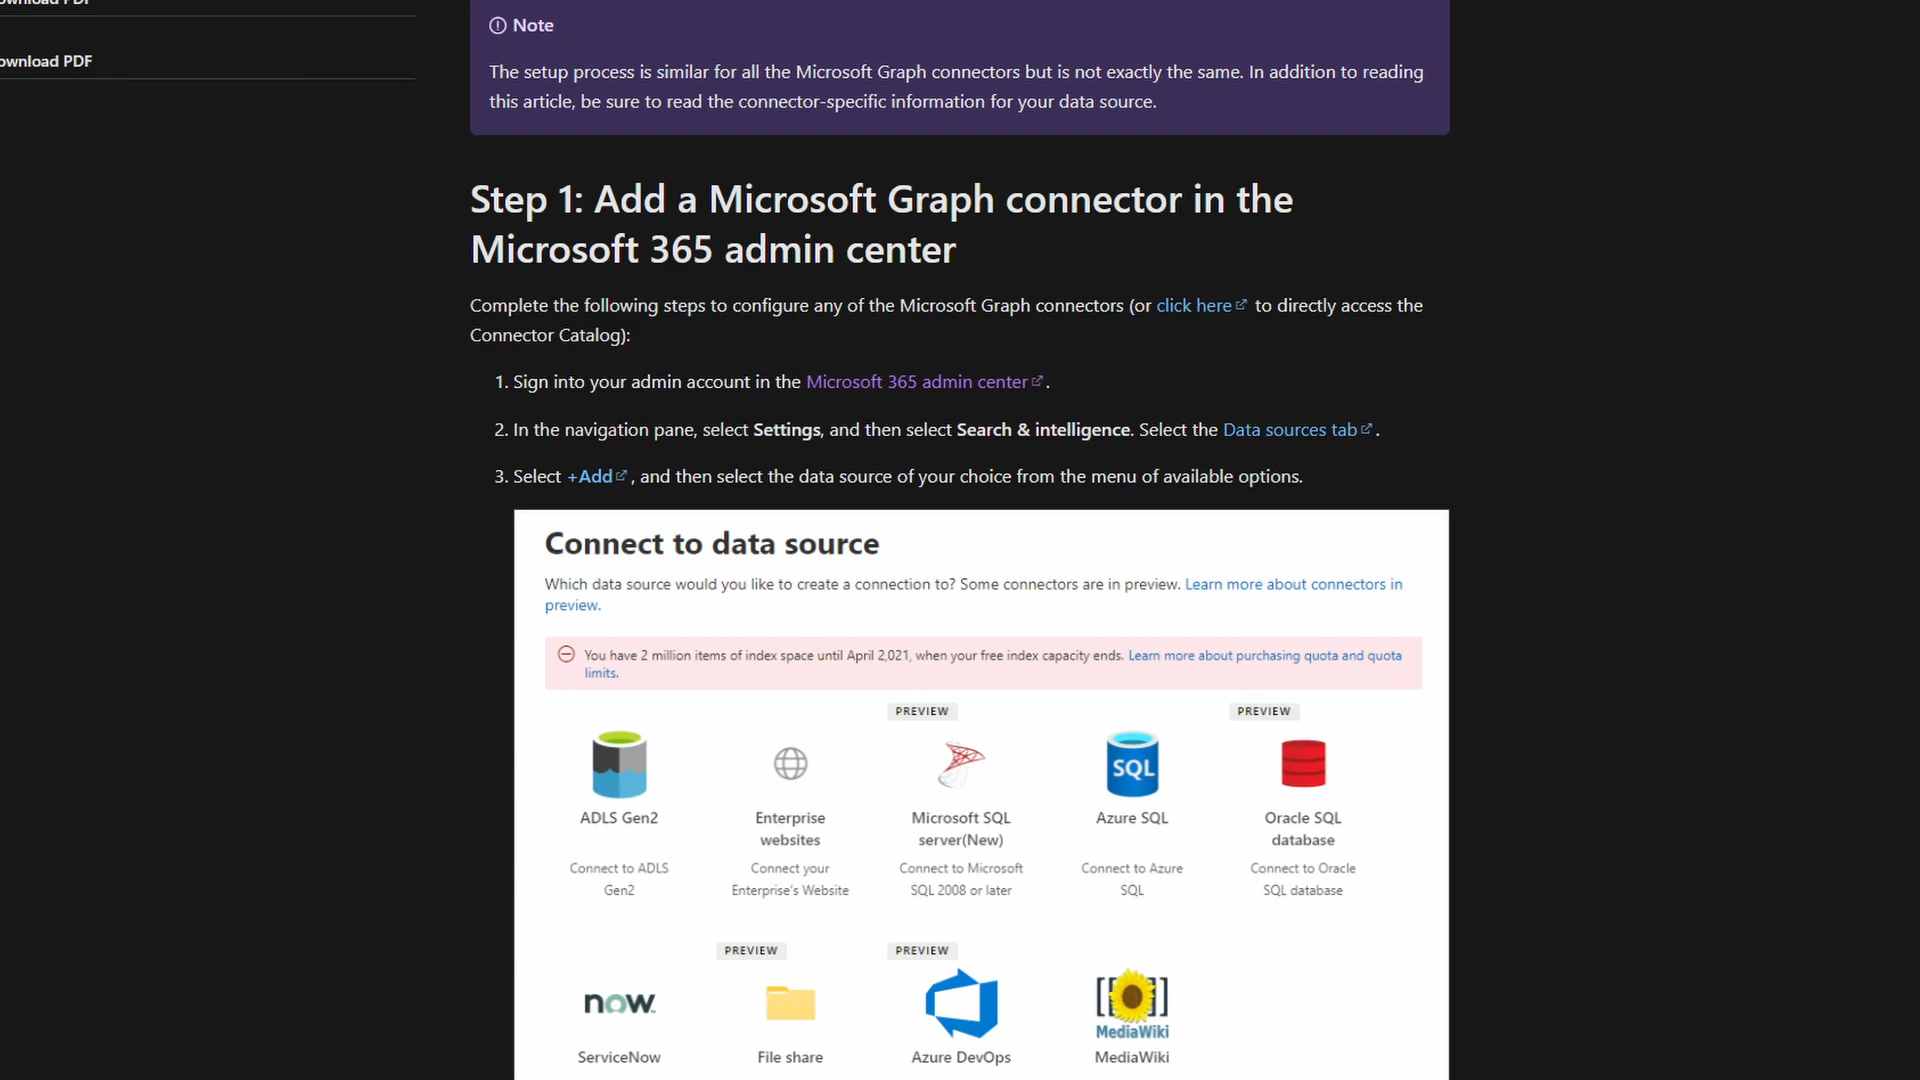 ownload PDF
ownload PDF
Note
The setup process is similar for all the Microsoft Graph connectors but is not exactly the same. In addition to reading
this article, be sure to read the connector-specific information for your data source.
Step 1: Add a Microsoft Graph connector in the
Microsoft 365 admin center
Complete the following steps to configure any of the Microsoft Graph connectors (or click here to directly access the
Connector Catalog):
1. Sign into your admin account in the Microsoft 365 admin center.
2. In the navigation pane, select Settings, and then select Search & intelligence. Select the Data sources tab.
3. Select +Add, and then select the data source of your choice from the menu of available options.
Connect to data source
Which data source would you like to create a connection to? Some connectors are in preview. Learn more about connectors in
preview.
You have 2 million items of index space until April 2,021, when your free index capacity ends. Learn more about purchasing quota and quota
limits.
PREVIEW PREVIEW
SQL
ADLS Gen2 Enterprise Microsoft SQL Azure SQL Oracle SQL
websites server(New) database
Connect to ADLS Connect your Connect to Microsoft Connect to Azure Connect to Oracle
Gen2 Enterprise's Website SQL 2008 or later SQL SQL database
PREVIEW PREVIEW
now [[ ]]
MediaWiki
ServiceNow File share Azure DevOps MediaWiki